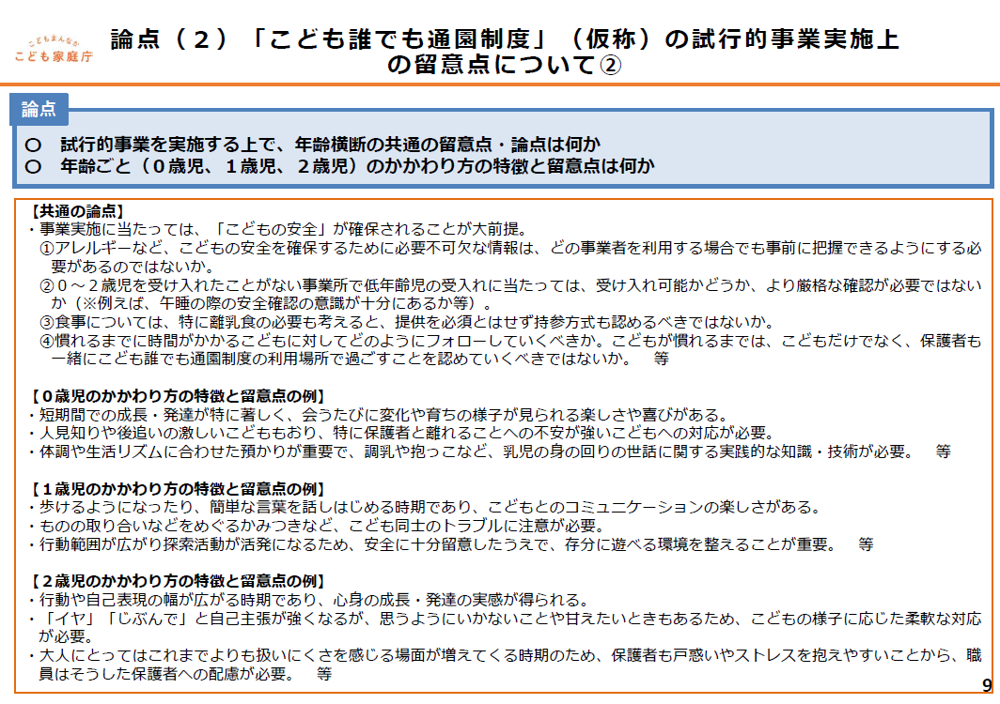 こどもまんなか
こども家庭庁
論点（２）「こども誰でも通園制度」（仮称）の試行的事業実施上
の留意点について②
論点
〇　試行的事業を実施する上で、年齢横断の共通の留意点・論点は何か
〇　年齢ごと（０歳児、１歳児、２歳児）のかかわり方の特徴と留意点は何か
【共通の論点】
・事業実施に当たっては、「こどもの安全」が確保されることが大前提。
①アレルギーなど、こどもの安全を確保するために必要不可欠な情報は、どの事業者を利用する場合でも事前に把握できるようにする必
要があるのではないか。
②０～２歳児を受け入れたことがない事業所で低年齢児の受入れに当たっては、受け入れ可能かどうか、より厳格な確認が必要ではない
か（※例えば、午睡の際の安全確認の意識が十分にあるか等）。
③食事については、特に離乳食の必要も考えると、提供を必須とはせず持参方式も認めるべきではないか。
④慣れるまでに時間がかかるこどもに対してどのようにフォローしていくべきか。こどもが慣れるまでは、こどもだけでなく、保護者も
一緒にこども誰でも通園制度の利用場所で過ごすことを認めていくべきではないか。　等
【０歳児のかかわり方の特徴と留意点の例】
・短期間での成長・発達が特に著しく、会うたびに変化や育ちの様子が見られる楽しさや喜びがある。
・人見知りや後追いの激しいこどももおり、特に保護者と離れることへの不安が強いこどもへの対応が必要。
・体調や生活リズムに合わせた預かりが重要で、調乳や抱っこなど、乳児の身の回りの世話に関する実践的な知識・技術が必要。　等
【１歳児のかかわり方の特徴と留意点の例】
・歩けるようになったり、簡単な言葉を話しはじめる時期であり、こどもとのコミュニケーションの楽しさがある。
・ものの取り合いなどをめぐるかみつきなど、こども同士のトラブルに注意が必要。
・行動範囲が広がり探索活動が活発になるため、安全に十分留意したうえで、存分に遊べる環境を整えることが重要。　等
【２歳児のかかわり方の特徴と留意点の例】
・行動や自己表現の幅が広がる時期であり、心身の成長・発達の実感が得られる。
・「イヤ」「じぶんで」と自己主張が強くなるが、思うようにいかないことや甘えたいときもあるため、こどもの様子に応じた柔軟な対応
が必要。
・大人にとってはこれまでよりも扱いにくさを感じる場面が増えてくる時期のため、保護者も戸惑いやストレスを抱えやすいことから、職
員はそうした保護者への配慮が必要。　等
9